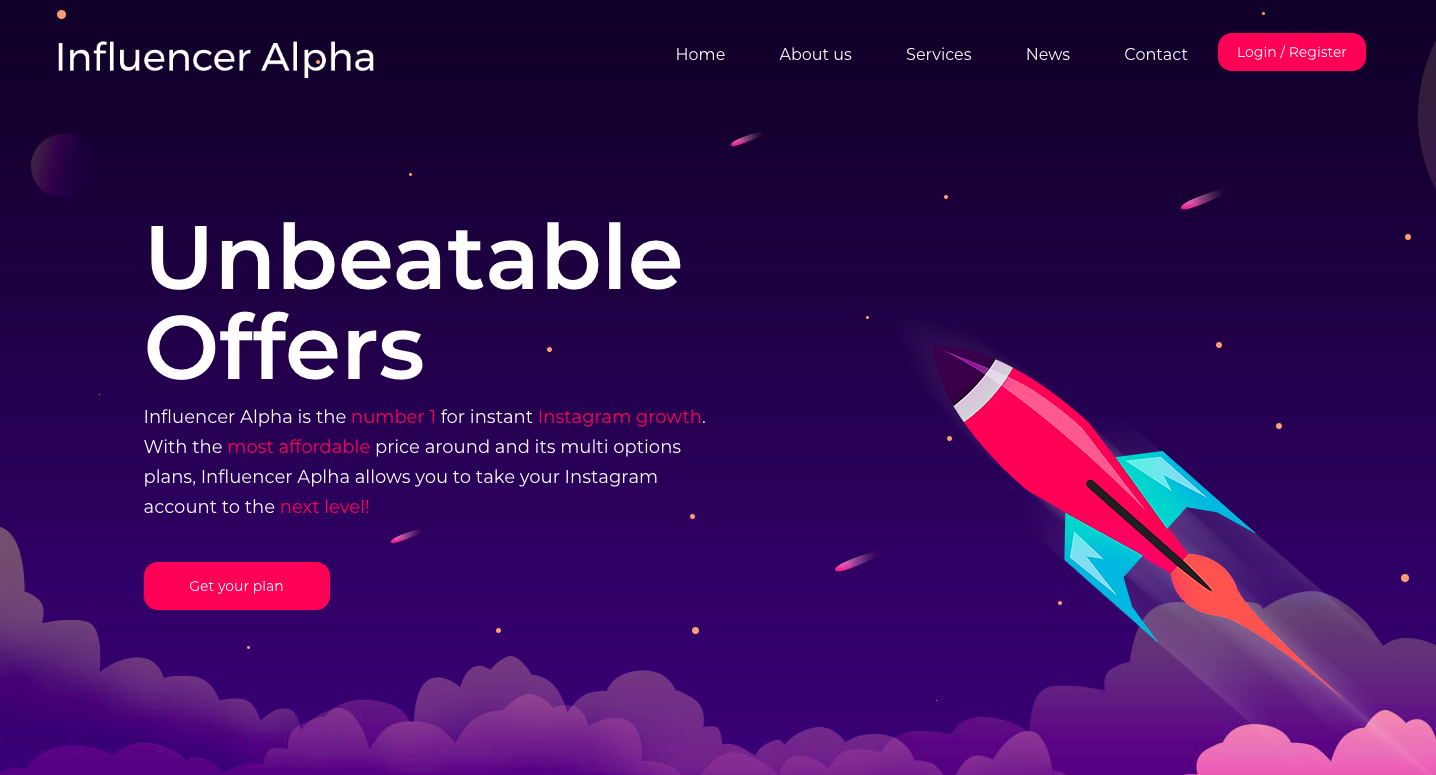 Influencer Alpha
Home About us Services News Contact Login / Register
Unbeatable
Offers
Influencer Alpha is the number 1 for instant Instagram growth.
With the most affordable price around and its multi options
plans, Influencer Aplha allows you to take your Instagram
account to the next level!
Get your plan